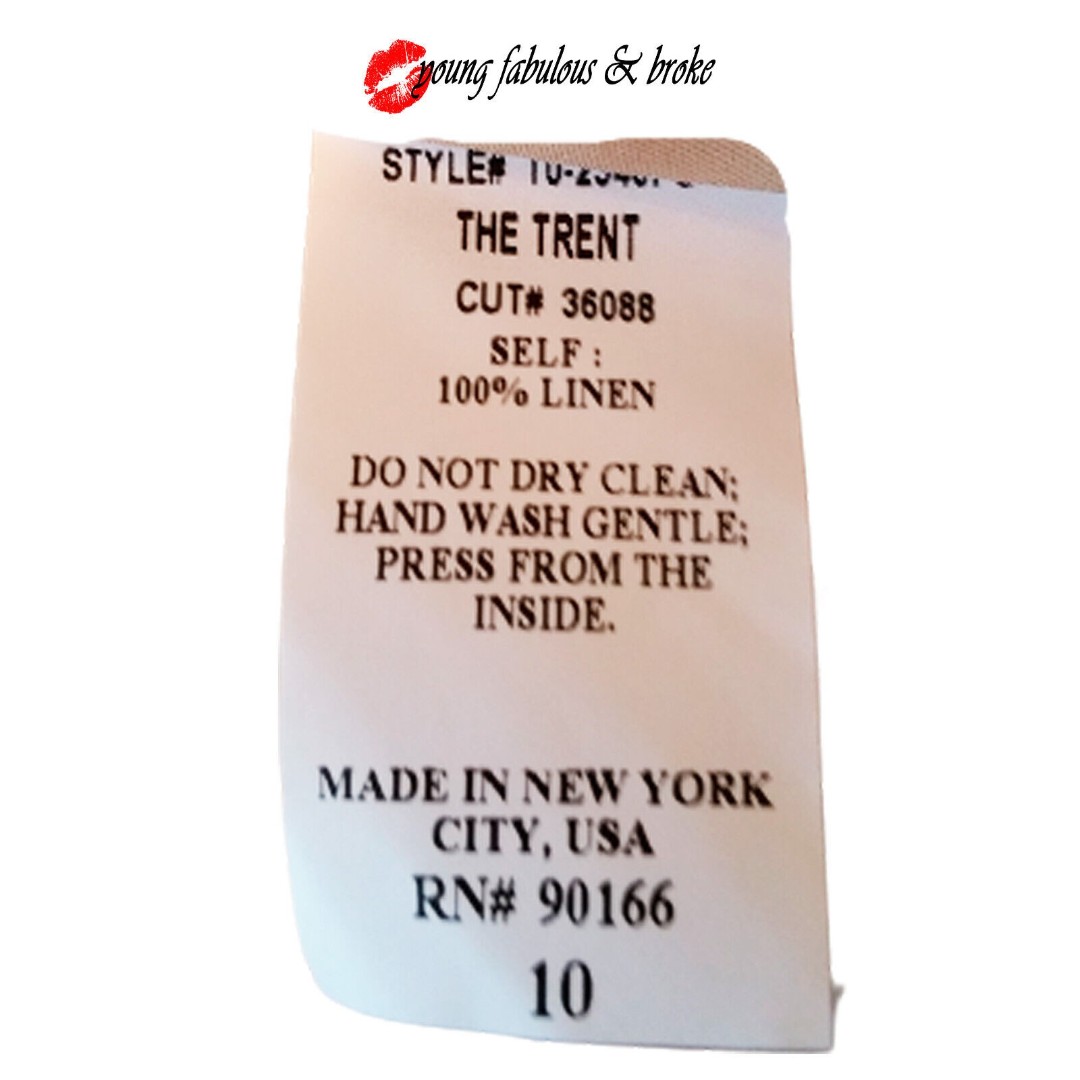 young fabulous & broke
STYLE#
THE TRENT
CUT# 36088
SELF :
100% LINEN
DO NOT DRY CLEAN;
HAND WASH GENTLE;
PRESS FROM THE
INSIDE.
MADE IN NEW YORK
CITY, USA
RN# 90166
10